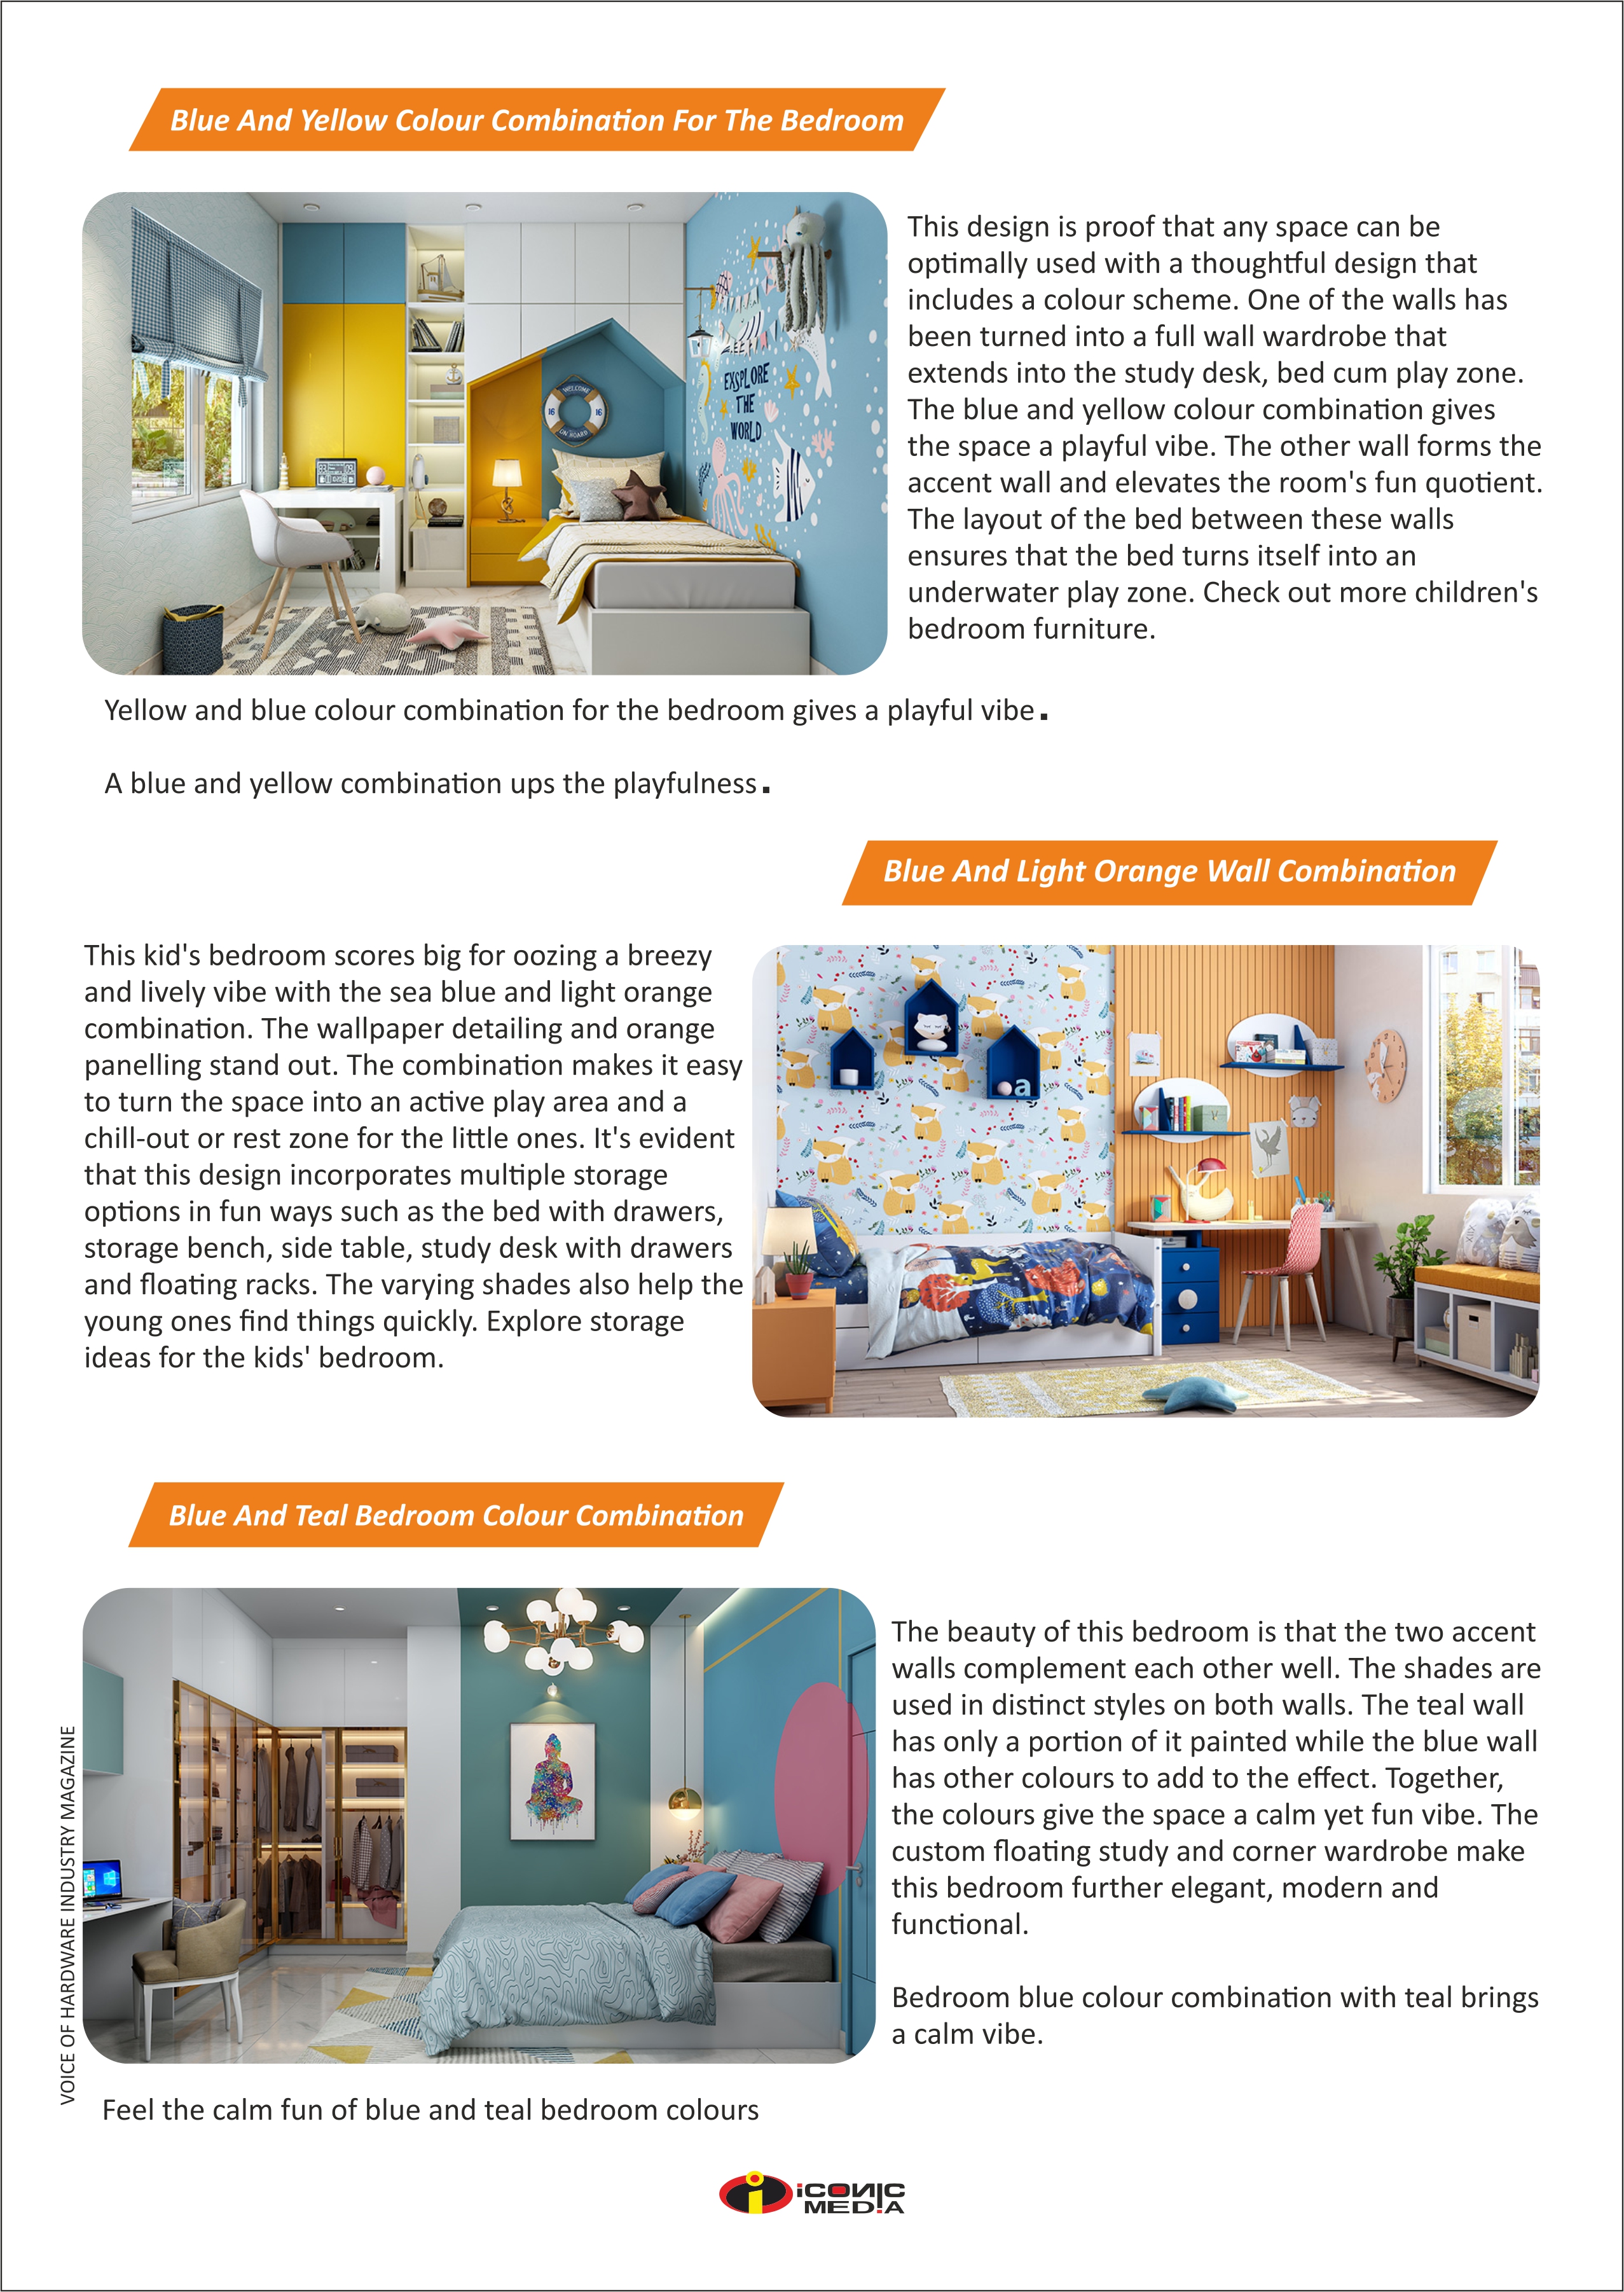 Blue And Yellow Colour Combination For The Bedroom
This design is proof that any space can be
optimally used with a thoughtful design that
includes a colour scheme. One of the walls has
been turned into a full wall wardrobe that
extends into the study desk, bed cum play zone.
The blue and yellow colour combination gives
the space a playful vibe. The other wall forms the
accent wall and elevates the room's fun quotient.
The layout of the bed between these walls
ensures that the bed turns itself into an
underwater play zone. Check out more children's
bedroom furniture.
WELCOME
16 16
ON BOARD
EXSPLORE
THE
WORLD
Yellow and blue colour combination for the bedroom gives a playful vibe.
A blue and yellow combination ups the playfulness.
Blue And Light Orange Wall Combination
This kid's bedroom scores big for oozing a breezy
and lively vibe with the sea blue and light orange
combination. The wallpaper detailing and orange
panelling stand out. The combination makes it easy
to turn the space into an active play area and a
chill-out or rest zone for the little ones. It's evident
that this design incorporates multiple storage
options in fun ways such as the bed with drawers,
storage bench, side table, study desk with drawers
and floating racks. The varying shades also help the
young ones find things quickly. Explore storage
ideas for the kids' bedroom.
a
Blue And Teal Bedroom Colour Combination
The beauty of this bedroom is that the two accent
walls complement each other well. The shades are
used in distinct styles on both walls. The teal wall
has only a portion of it painted while the blue wall
has other colours to add to the effect. Together,
the colours give the space a calm yet fun vibe. The
custom floating study and corner wardrobe make
this bedroom further elegant, modern and
functional.
Bedroom blue colour combination with teal brings
a calm vibe.
Feel the calm fun of blue and teal bedroom colours
VOICE OF HARDWARE INDUSTRY MAGAZINE
iCONIC
MEDiA